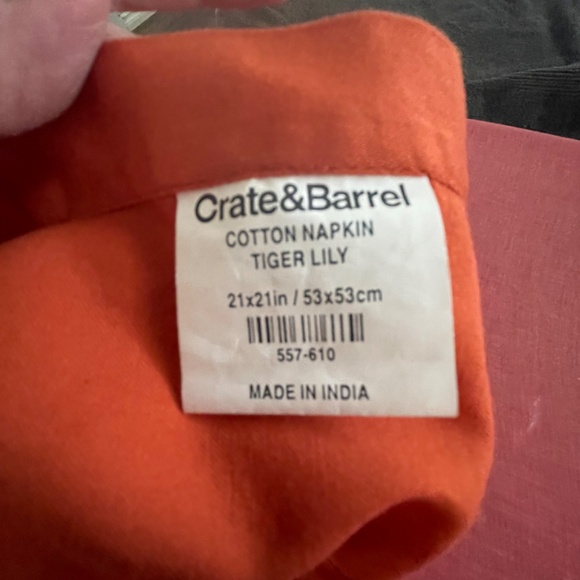 Crate&Barrel
COTTON NAPKIN
TIGER LILY
21x21in / 53x53cm
557-610
MADE IN INDIA